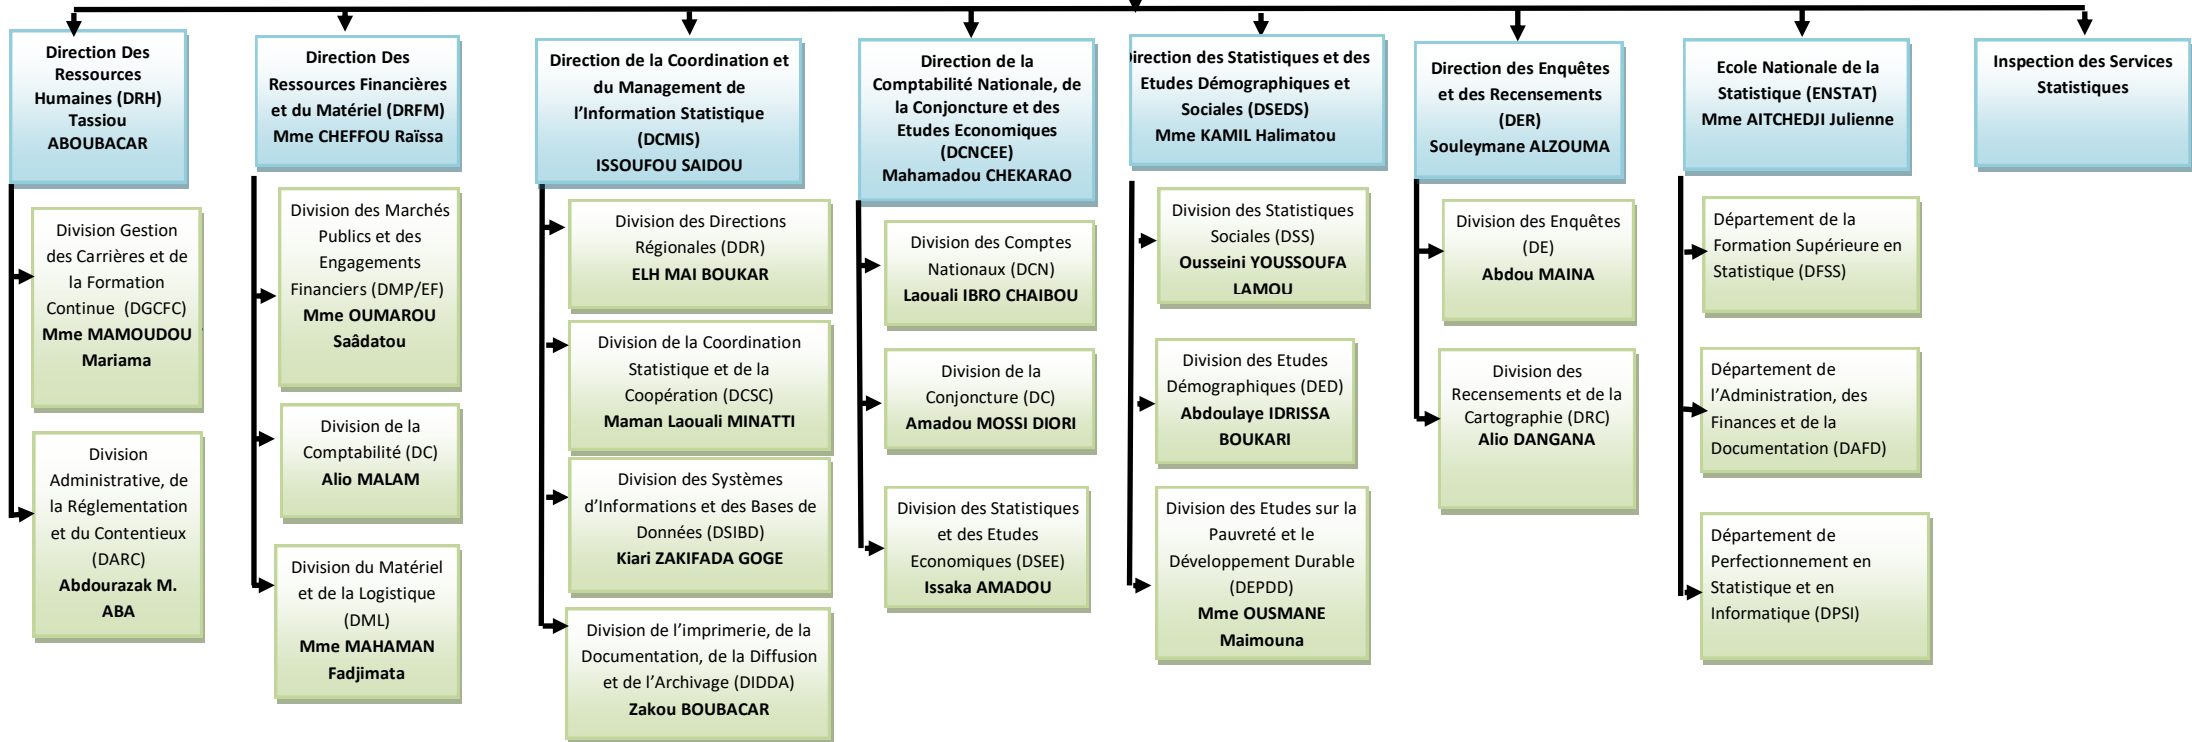 Direction Des
Ressources
Humaines (DRH)
Tassiou
ABOUBACAR
Division Gestion
des Carrières et de
la Formation
Continue (DGCFC)
Mme MAMOUDOU
Mariama
Division
Administrative, de
la Réglementation
et du Contentieux
(DARC)
Abdourazak M.
ABA
Direction Des
Ressources Financières
et du Matériel (DRFM)
Mme CHEFFOU Raïssa
Division des Marchés
Publics et des
Engagements
Financiers (DMP/EF)
Mme OUMAROU
Saâdatou
Division de la
Comptabilité (DC)
Alio MALAM
Division du Matériel
et de la Logistique
(DML)
Mme MAHAMAN
Fadjimata
Direction de la Coordination et
du Management de
l’Information Statistique
(DCMIS)
ISSOUFOU SAIDOU
Division des Directions
Régionales (DDR)
ELH MAI BOUKAR
Division de la Coordination
Statistique et de la
Coopération (DCSC)
Maman Laouali MINATTI
Division des Systèmes
d’Informations et des Bases de
Données (DSIBD)
Kiari ZAKIFADA GOGE
Division de l’imprimerie, de la
Documentation, de la Diffusion
et de l’Archivage (DIDDA)
Zakou BOUBACAR
Direction de la
Comptabilité Nationale, de
la Conjoncture et des
Etudes Economiques
(DCNCEE)
Mahamadou CHEKARAO
Division des Comptes
Nationaux (DCN)
Laouali IBRO CHAIBOU
Division de la
Conjoncture (DC)
Amadou MOSSI DIORI
Division des Statistiques
et des Etudes
Economiques (DSEE)
Issaka AMADOU
Direction des Statistiques et des
Etudes Démographiques et
Sociales (DSEDS)
Mme KAMIL Halimatou
Division des Statistiques
Sociales (DSS)
Ousseini YOUSSOUFA
LAMOU
Division des Etudes
Démographiques (DED)
Abdoulaye IDRISSA
BOUKARI
Division des Etudes sur la
Pauvreté et le
Développement Durable
(DEPDD)
Mme OUSMANE
Maimouna
Direction des Enquêtes
et des Recensements
(DER)
Souleymane ALZOUMA
Division des Enquêtes
(DE)
Abdou MAINA
Division des
Recensements et de la
Cartographie (DRC)
Alio DANGANA
Ecole Nationale de la
Statistique (ENSTAT)
Mme AITCHEDJI Julienne
Département de la
Formation Supérieure en
Statistique (DFSS)
Département de
l’Administration, des
Finances et de la
Documentation (DAFD)
Département de
Perfectionnement en
Statistique et en
Informatique (DPSI)
Inspection des Services
Statistiques